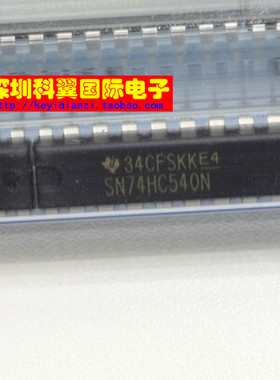 深圳科翼国际电子
http://keyidianzi.taobao.com
34CFSKKE4
SN74HC540N